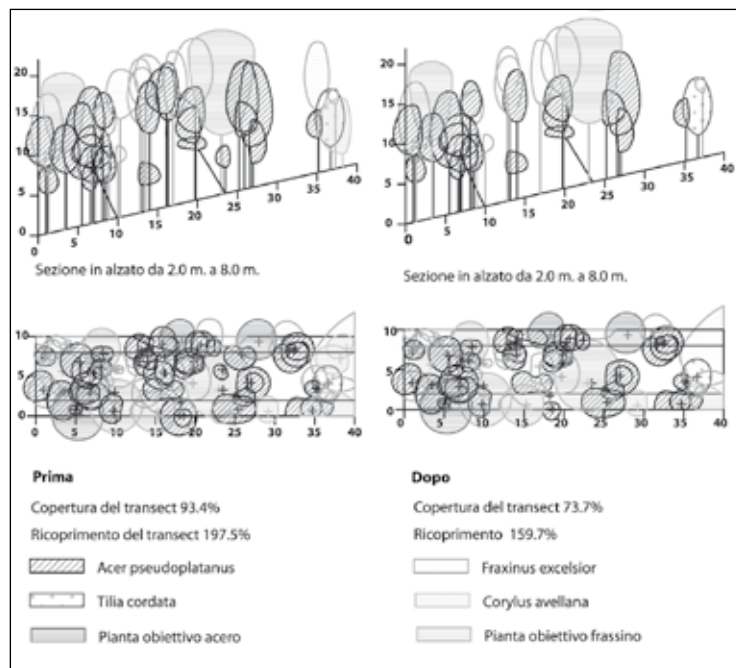 20
15
10
5
0
0 5 10 15 20 25 30 35 40
Sezione in alzato da 2.0 m. a 8.0 m.
20
15
10
5
0
0 5 10 15 20 25 30 35 40
Sezione in alzato da 2.0 m. a 8.0 m.
10
5
0
0 5 10 15 20 25 30 35 40
10
5
0
0 5 10 15 20 25 30 35 40
Prima
Copertura del transect 93.4%
Ricoprimento del transect 197.5%
Acer pseudoplatanus
Tilia cordata
Pianta obiettivo acero
Dopo
Copertura del transect 73.7%
Ricoprimento 159.7%
Fraxinus excelsior
Corylus avellana
Pianta obiettivo frassino